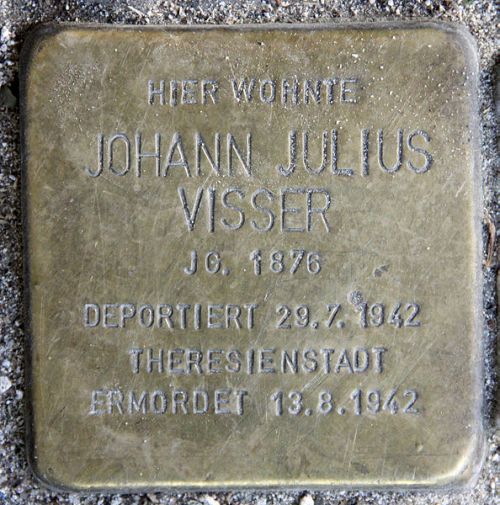 HIER WOHNTE
JOHANN JULIUS
VISSER
JG. 1876
DEPORTIERT 29.7.1942
THERESIENSTADT
ERMORDET 13.8.1942